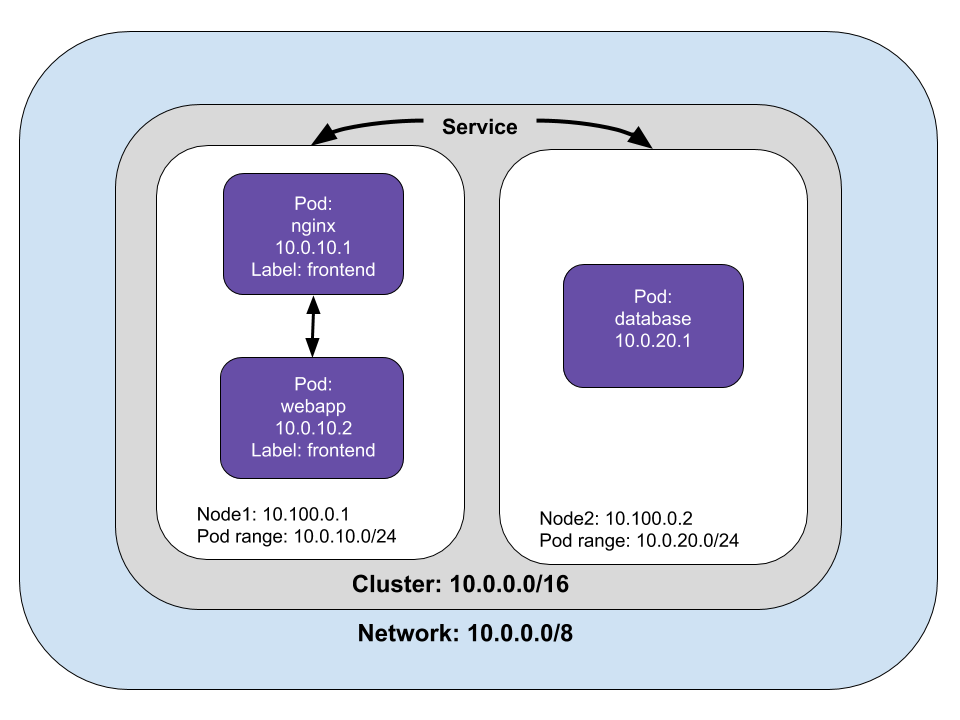 Service
Pod:
nginx
10.0.10.1
Label: frontend
Pod:
webapp
10.0.10.2
Label: frontend
Node1: 10.100.0.1
Pod range: 10.0.10.0/24
Pod:
database
10.0.20.1
Node2: 10.100.0.2
Pod range: 10.0.20.0/24
Cluster: 10.0.0.0/16
Network: 10.0.0.0/8